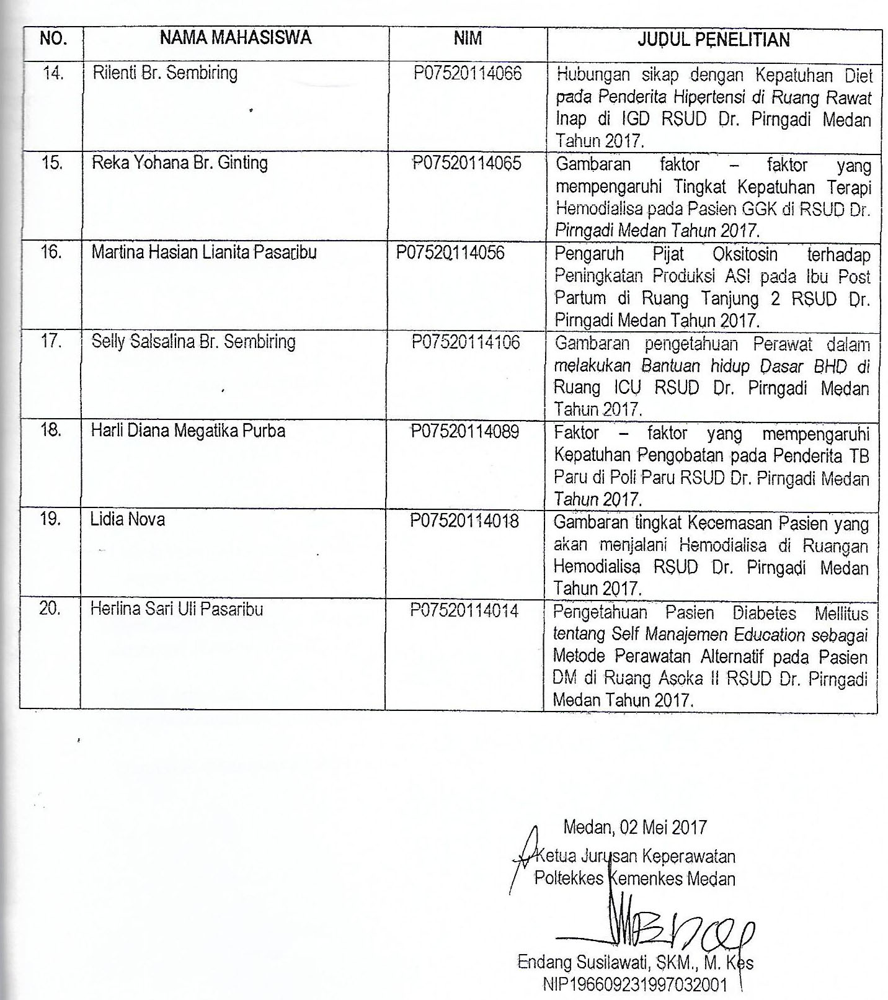 NO. NAMA MAHASISWA NIM JUDUL PENELITIAN
14. Rilenti Br. Sembiring P07520114066 Hubungan sikap dengan Kepatuhan Diet
pada Penderita Hipertensi di Ruang Rawat
Inap di IGD RSUD Dr. Pirngadi Medan
Tahun 2017.
15. Reka Yohana Br. Ginting P07520114065 Gambaran faktor – faktor yang
mempengaruhi Tingkat Kepatuhan Terapi
Hemodialisa pada Pasien GGK di RSUD Dr.
Pirngadi Medan Tahun 2017.
16. Martina Hasian Lianita Pasaribu P07520114056 Pengaruh Pijat Oksitosin terhadap
Peningkatan Produksi ASI pada Ibu Post
Partum di Ruang Tanjung 2 RSUD Dr.
Pirngadi Medan Tahun 2017.
17. Selly Salsalina Br. Sembiring P07520114106 Gambaran pengetahuan Perawat dalam
melakukan Bantuan hidup Dasar BHD di
Ruang ICU RSUD Dr. Pirngadi Medan
Tahun 2017.
18. Harli Diana Megatika Purba P07520114089 Faktor – faktor yang mempengaruhi
Kepatuhan Pengobatan pada Penderita TB
Paru di Poli Paru RSUD Dr. Pirngadi Medan
Tahun 2017.
19. Lidia Nova P07520114018 Gambaran tingkat Kecemasan Pasien yang
akan menjalani Hemodialisa di Ruangan
Hemodialisa RSUD Dr. Pirngadi Medan
Tahun 2017.
20. Herlina Sari Uli Pasaribu P07520114014 Pengetahuan Pasien Diabetes Mellitus
tentang Self Manajemen Education sebagai
Metode Perawatan Alternatif pada Pasien
DM di Ruang Asoka II RSUD Dr. Pirngadi
Medan Tahun 2017.
Medan, 02 Mei 2017
Ketua Jurusan Keperawatan
Poltekkes Kemenkes Medan
Endang Susilawati, SKM., M. Kes
NIP196609231997032001